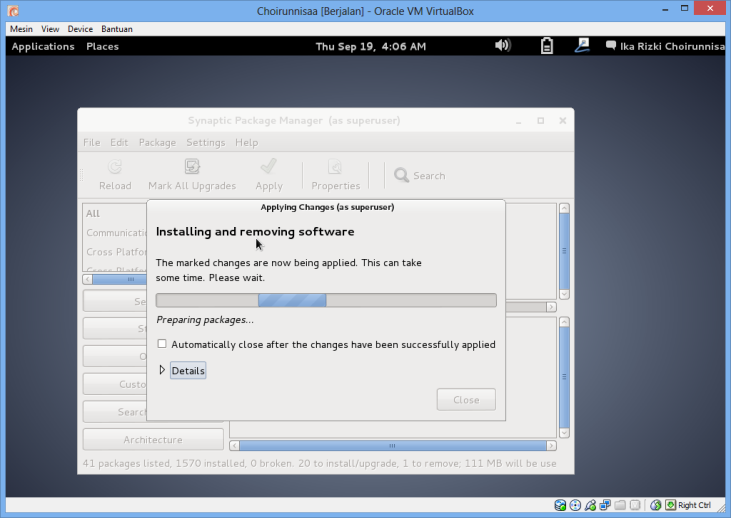 Choirunnisaa [Berjalan] - Oracle VM VirtualBox
Mesin View Device Bantuan
Applications Places Thu Sep 19, 4:06 AM Ika Rizki Choirunnisa
Synaptic Package Manager (as superuser)
File Edit Package Settings Help
Reload Mark All Upgrades Apply Properties Search
All
Communicatio
Cross Platfor
Cross Platfor
Applying Changes (as superuser)
Installing and removing software
The marked changes are now being applied. This can take
some time. Please wait.
Preparing packages...
Automatically close after the changes have been successfully applied
Details
Close
Se
St
O
Custo
Search
Architecture
41 packages listed, 1570 installed, 0 broken. 20 to install/upgrade, 1 to remove; 111 MB will be use
Right Ctrl